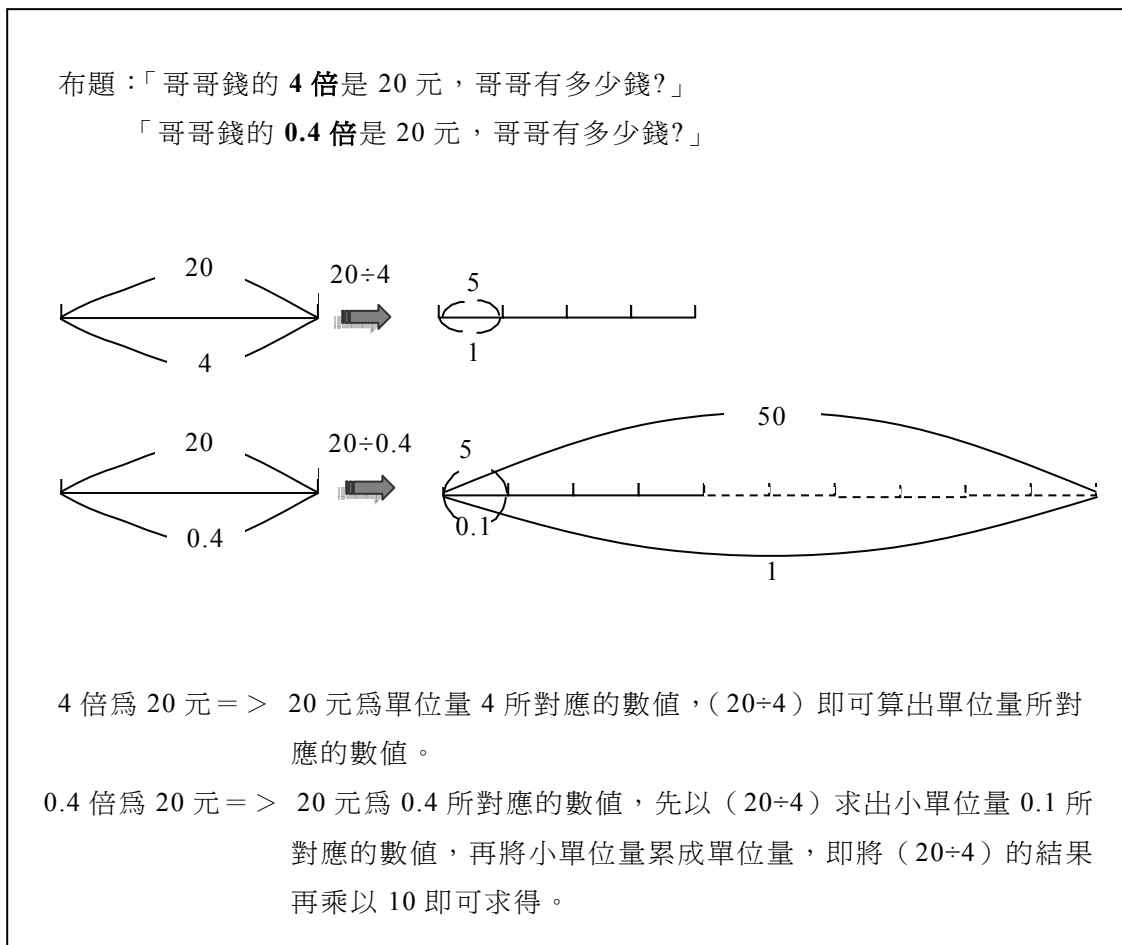 布題：「哥哥錢的 4 倍是 20 元，哥哥有多少錢?」
「哥哥錢的 0.4 倍是 20 元，哥哥有多少錢?」
20
20÷4
5
4
1
50
20
20÷0.4
5
0.4
0.1
1
4 倍爲 20 元＝＞ 20 元爲單位量 4 所對應的數值，（20÷4）即可算出單位量所對
應的數值。
0.4 倍爲 20 元＝＞ 20 元爲 0.4 所對應的數值，先以（20÷4）求出小單位量 0.1 所
對應的數值，再將小單位量累成單位量，即將（20÷4）的結果
再乘以 10 即可求得。